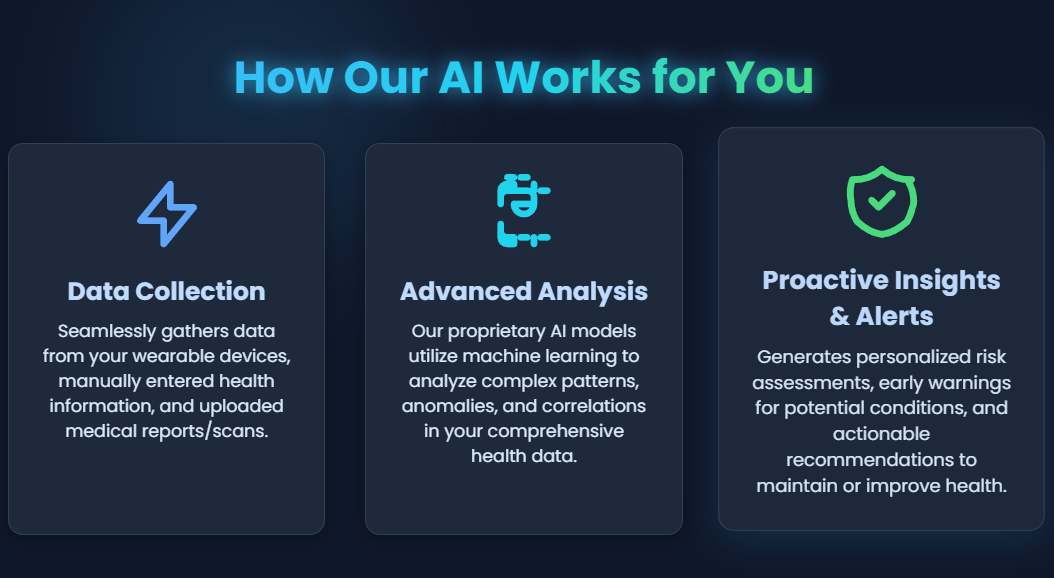 How Our AI Works for You
Data Collection
Seamlessly gathers data
from your wearable devices,
manually entered health
information, and uploaded
medical reports/scans.
Advanced Analysis
Our proprietary AI models
utilize machine learning to
analyze complex patterns,
anomalies, and correlations
in your comprehensive
health data.
Proactive Insights
& Alerts
Generates personalized risk
assessments, early warnings
for potential conditions, and
actionable
recommendations to
maintain or improve health.